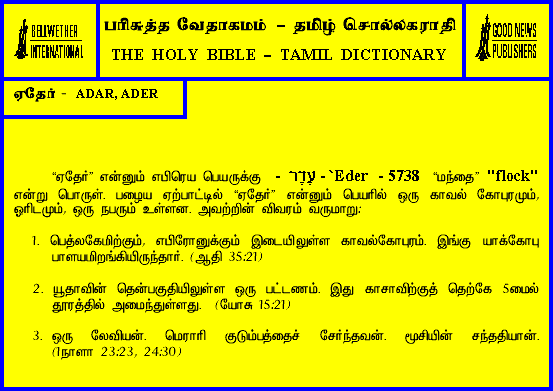 BELLWETHER
INTERNATIONAL
பரிசுத்த வேதாகமம் – தமிழ் சொல்லகராதி
THE HOLY BIBLE – TAMIL DICTIONARY
GOOD NEWS
PUBLISHERS
ஏதேர் - ADAR, ADER
“ஏதேர்” என்னும் எபிரெய பெயருக்கு - עֵדֶר - `Eder - 5738 “மந்தை” "flock"
என்று பொருள். பழைய ஏற்பாட்டில் “ஏதேர்” என்னும் பெயரில் ஒரு காவல் கோபுரமும்,
ஓரிடமும், ஒரு நபரும் உள்ளன. அவற்றின் விவரம் வருமாறு:
1. பெத்லகேமிற்கும், எபிரோனுக்கும் இடையிலுள்ள காவல்கோபுரம். இங்கு யாக்கோபு
பாளயமிறங்கியிருந்தார். (ஆதி 35:21)
2. யூதாவின் தென்பகுதியிலுள்ள ஒரு பட்டணம். இது காசாவிற்குத் தெற்கே 5மைல்
தூரத்தில் அமைந்துள்ளது. (யோசு 15:21)
3. ஒரு லேவியன். மெராரி குடும்பத்தைச் சேர்ந்தவன். மூசியின் சந்ததியான்.
(1நாளா 23:23, 24:30)